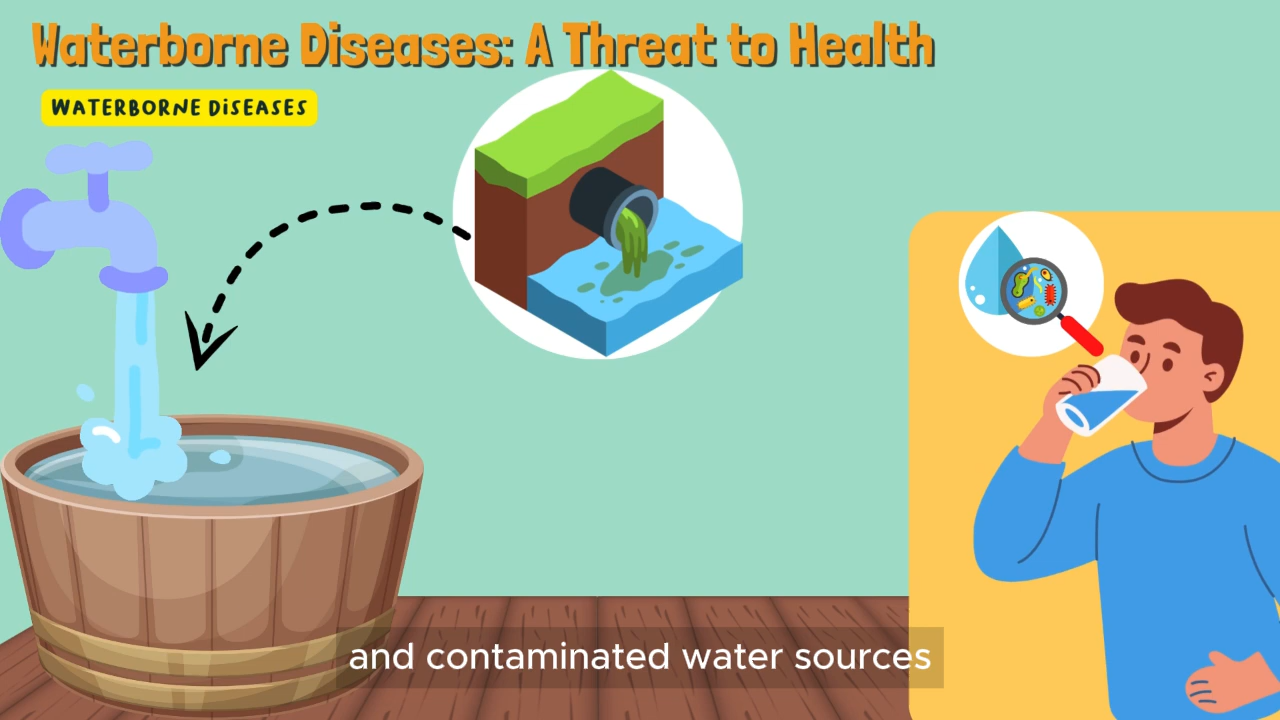 Waterborne Diseases: A Threat to Health
WATERBORNE DISEASES
and contaminated water sources